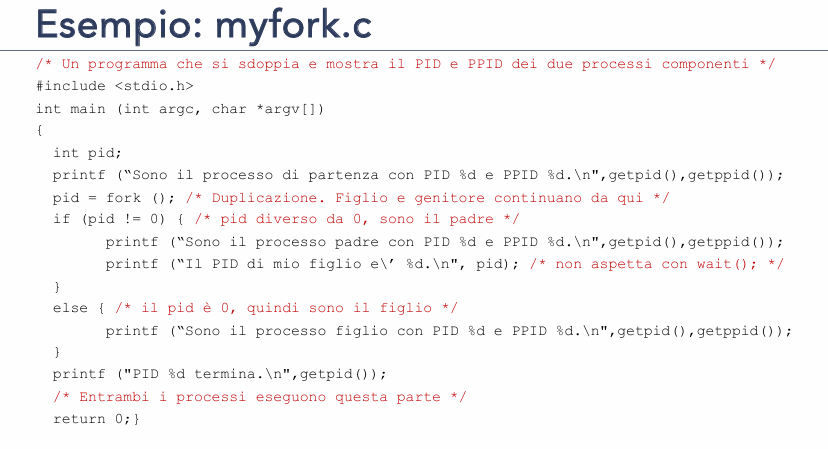 Esempio: myfork.c
/* Un programma che si sdoppia e mostra il PID e PPID dei due processi componenti */
#include <stdio.h>
int main (int argc, char *argv[])
{
int pid;
printf (“Sono il processo di partenza con PID %d e PPID %d.\n",getpid(),getppid());
pid = fork (); /* Duplicazione. Figlio e genitore continuano da qui */
if (pid != 0) { /* pid diverso da 0, sono il padre */
printf (“Sono il processo padre con PID %d e PPID %d.\n",getpid(),getppid());
printf (“Il PID di mio figlio e\’ %d.\n", pid); /* non aspetta con wait(); */
}
else { /* il pid è 0, quindi sono il figlio */
printf (“Sono il processo figlio con PID %d e PPID %d.\n",getpid(),getppid());
}
printf ("PID %d termina.\n",getpid());
/* Entrambi i processi eseguono questa parte */
return 0;}